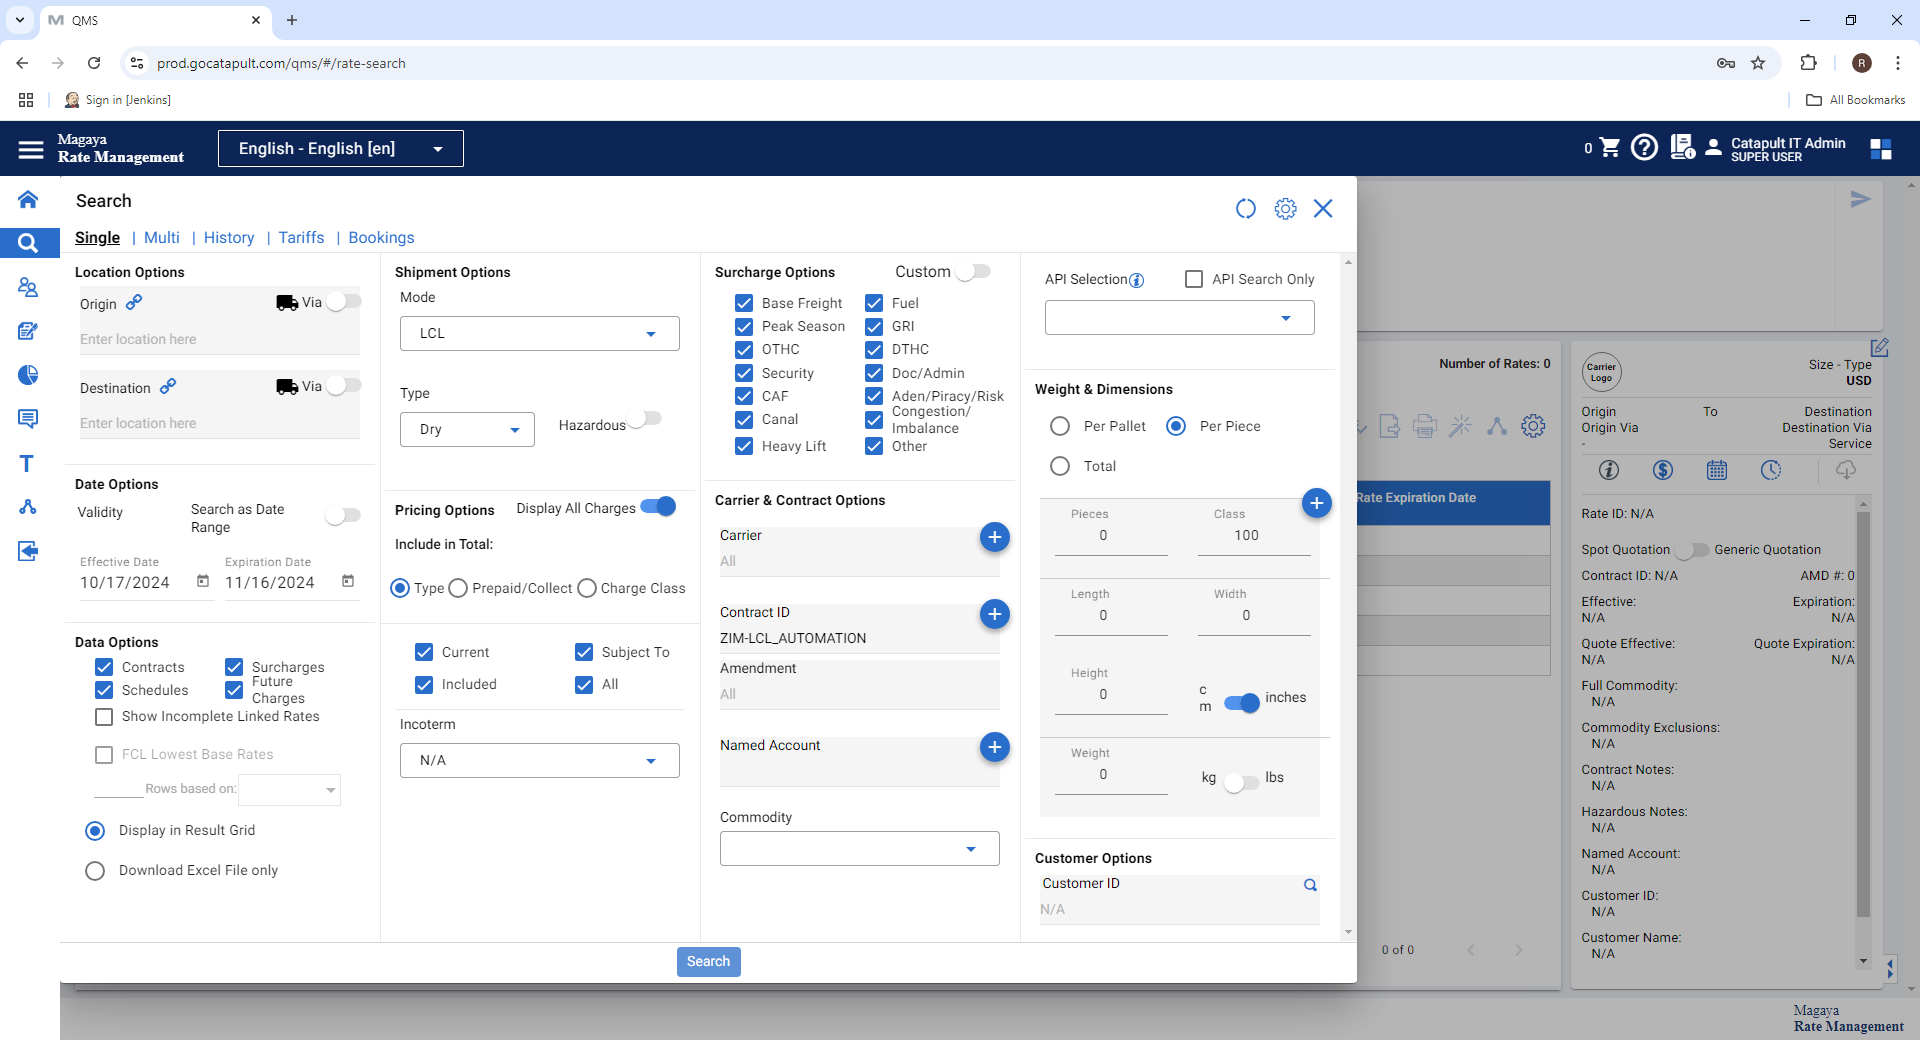 QMS
prod.gocatapult.com/qms/#/rate-search
R
Sign in [Jenkins]
All Bookmarks
Magaya
Rate Management
English - English [en]
0
Catapult IT Admin
SUPER USER
Search
Single | Multi | History | Tariffs | Bookings
Location Options
Origin
Via
Enter location here
Destination
Via
Enter location here
Date Options
Validity
Search as Date
Range
Effective Date
10/17/2024
Expiration Date
11/16/2024
Data Options
Contracts
Surcharges
Schedules
Future
Charges
Show Incomplete Linked Rates
FCL Lowest Base Rates
Rows based on:
Display in Result Grid
Download Excel File only
Shipment Options
Mode
LCL
Type
Dry
Hazardous
Pricing Options
Display All Charges
Include in Total:
Type
Prepaid/Collect
Charge Class
Current
Subject To
Included
All
Incoterm
N/A
Surcharge Options
Custom
Base Freight
Fuel
Peak Season
GRI
OTHC
DTHC
Security
Doc/Admin
CAF
Aden/Piracy/Risk
Canal
Congestion/
Imbalance
Heavy Lift
Other
Carrier & Contract Options
Carrier
All
Contract ID
ZIM-LCL_AUTOMATION
Amendment
All
Named Account
Commodity
API Selection
API Search Only
Weight & Dimensions
Per Pallet
Per Piece
Total
Pieces
0
Class
100
Length
0
Width
0
Height
0
c
m
inches
Weight
0
kg
lbs
Customer Options
Customer ID
N/A
Search
Number of Rates: 0
Rate Expiration Date
0 of 0
Carrier
Logo
Size - Type
USD
Origin
To
Destination
Origin Via
Destination Via
-
Service
Rate ID: N/A
Spot Quotation
Generic Quotation
Contract ID: N/A
AMD #: 0
Effective:
N/A
Expiration:
N/A
Quote Effective:
N/A
Quote Expiration:
N/A
Full Commodity:
N/A
Commodity Exclusions:
N/A
Contract Notes:
N/A
Hazardous Notes:
N/A
Named Account:
N/A
Customer ID:
N/A
Customer Name:
N/A
Magaya
Rate Management